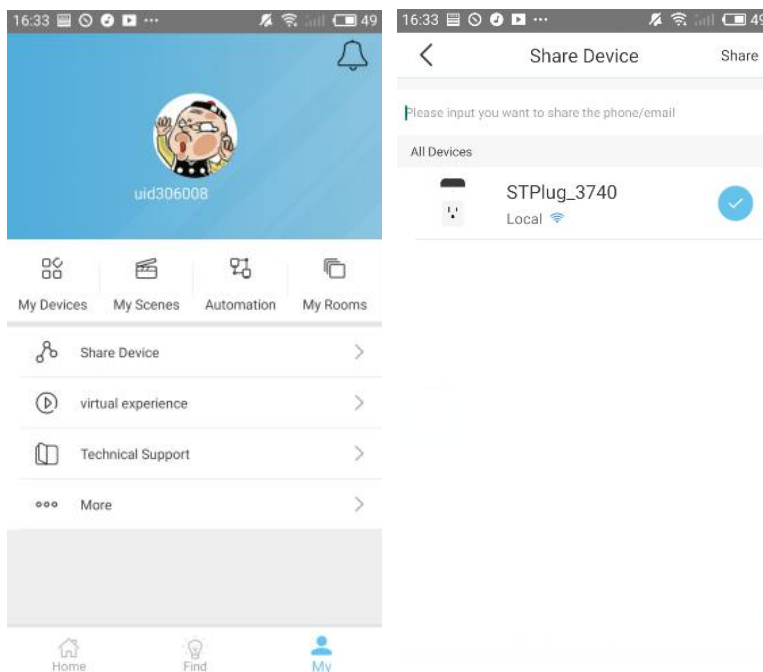 16:33 ... 49
uid306008
My Devices My Scenes Automation My Rooms
Share Device
virtual experience
Technical Support
More
Home Find My
16:33 ... 49
Share Device Share
Please input you want to share the phone/email
All Devices
STPlug_3740
Local